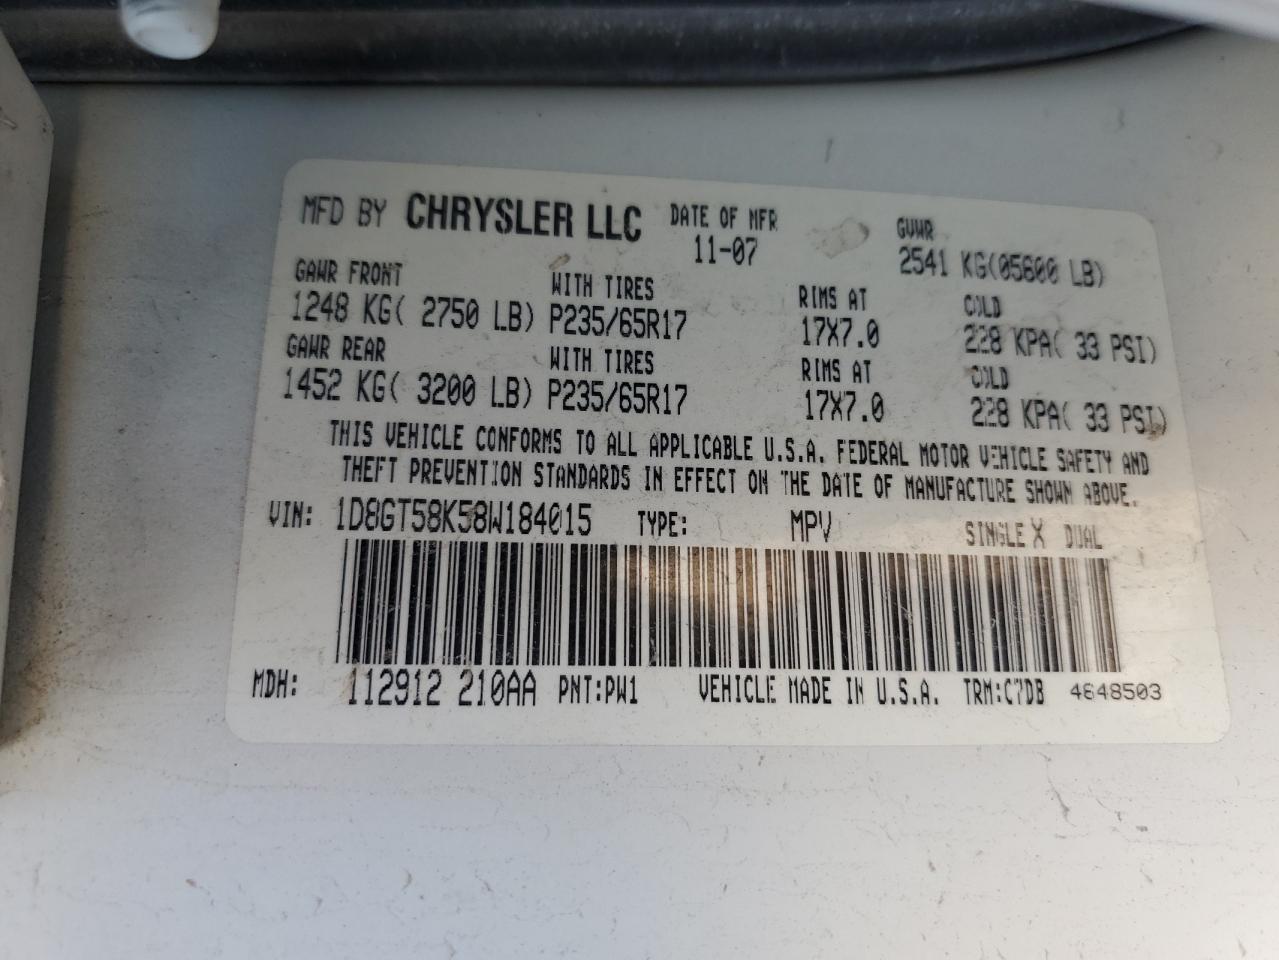 MFD BY CHRYSLER LLC DATE OF MFR GVWR
11-07 2541 KG(05600 LB)
GAWR FRONT WITH TIRES RIMS AT COLD
1248 KG( 2750 LB) P235/65R17 17X7.0 228 KPA( 33 PSI)
GAWR REAR WITH TIRES RIMS AT COLD
1452 KG( 3200 LB) P235/65R17 17X7.0 228 KPA( 33 PSI)
THIS VEHICLE CONFORMS TO ALL APPLICABLE U.S.A. FEDERAL MOTOR VEHICLE SAFETY AND
THEFT PREVENTION STANDARDS IN EFFECT ON THE DATE OF MANUFACTURE SHOWN ABOVE.
VIN: 1D8GT58K58W184015 TYPE: MPV SINGLE X DUAL
MDH: 112912 210AA PNT:PW1 VEHICLE MADE IN U.S.A. TRM:C7DB 4648503